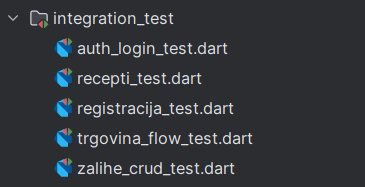 integration_test
auth_login_test.dart
recepti_test.dart
registracija_test.dart
trgovina_flow_test.dart
zalihe_crud_test.dart